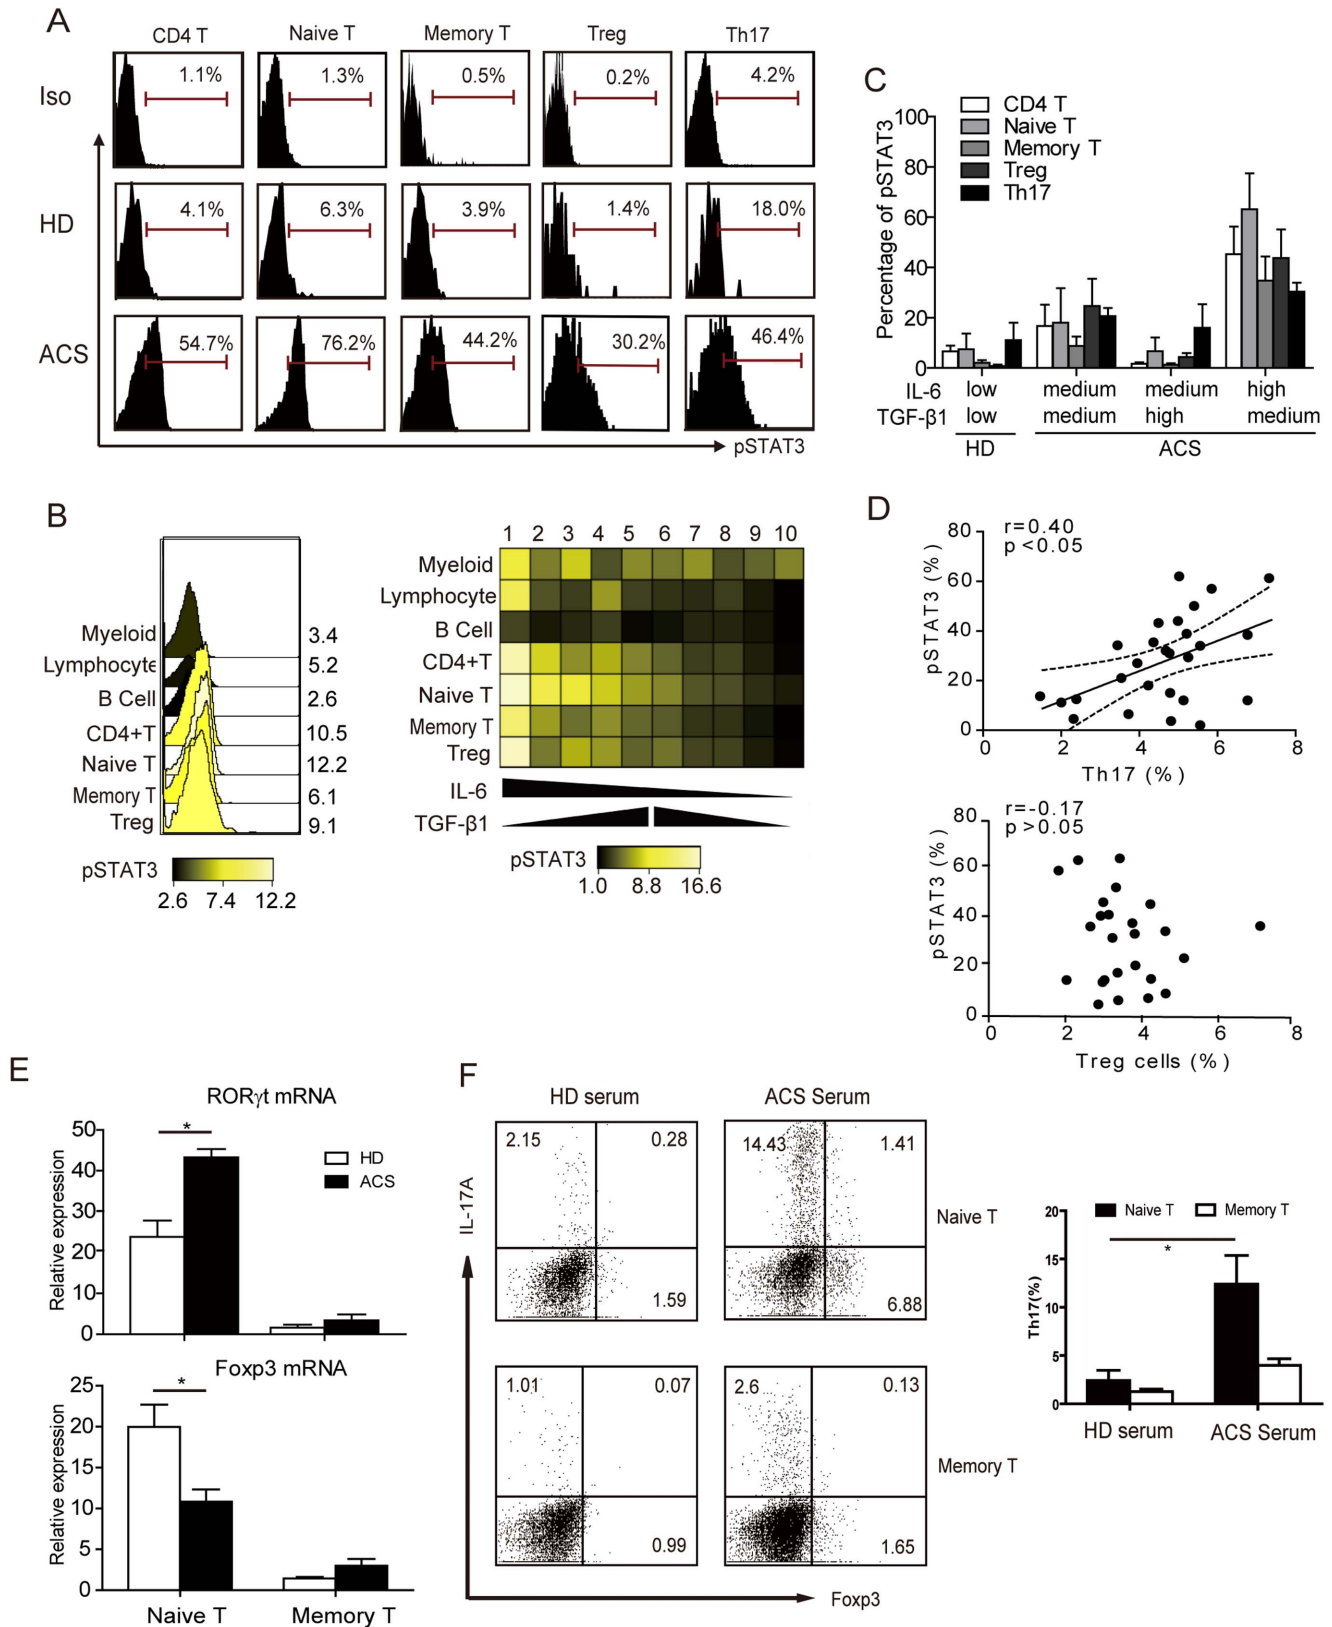 A
CD4 T Naive T Memory T Treg Th17
Iso 1.1% 1.3% 0.5% 0.2% 4.2%
HD 4.1% 6.3% 3.9% 1.4% 18.0%
ACS 54.7% 76.2% 44.2% 30.2% 46.4%
pSTAT3
C
CD4 T
Naive T
Memory T
Treg
Th17
Percentage of pSTAT3
100
80
60
40
20
0
IL-6 low medium medium high
TGF-β1 low medium high medium
HD ACS
B
Myeloid 3.4
Lymphocyte 5.2
B Cell 2.6
CD4+T 10.5
Naive T 12.2
Memory T 6.1
Treg 9.1
pSTAT3
2.6 7.4 12.2
1 2 3 4 5 6 7 8 9 10
Myeloid
Lymphocyte
B Cell
CD4+T
Naive T
Memory T
Treg
IL-6
TGF-β1
pSTAT3
1.0 8.8 16.6
D
r=0.40
p <0.05
pSTAT3 (%)
80
60
40
20
0
0 2 4 6 8
Th17 (%)
r=-0.17
p >0.05
pSTAT3 (%)
80
60
40
20
0
0 2 4 6 8
Treg cells (%)
E
RORγt mRNA
HD
ACS
Relative expression
50
40
30
20
10
0
*
Foxp3 mRNA
Relative expression
25
20
15
10
5
0
*
Naive T Memory T
F
HD serum ACS Serum
IL-17A
2.15 0.28 14.43 1.41
Naive T
1.59 6.88
1.01 0.07 2.6 0.13
Memory T
0.99 1.65
Foxp3
Naive T Memory T
Th17(%)
20
15
10
5
0
*
HD serum ACS Serum